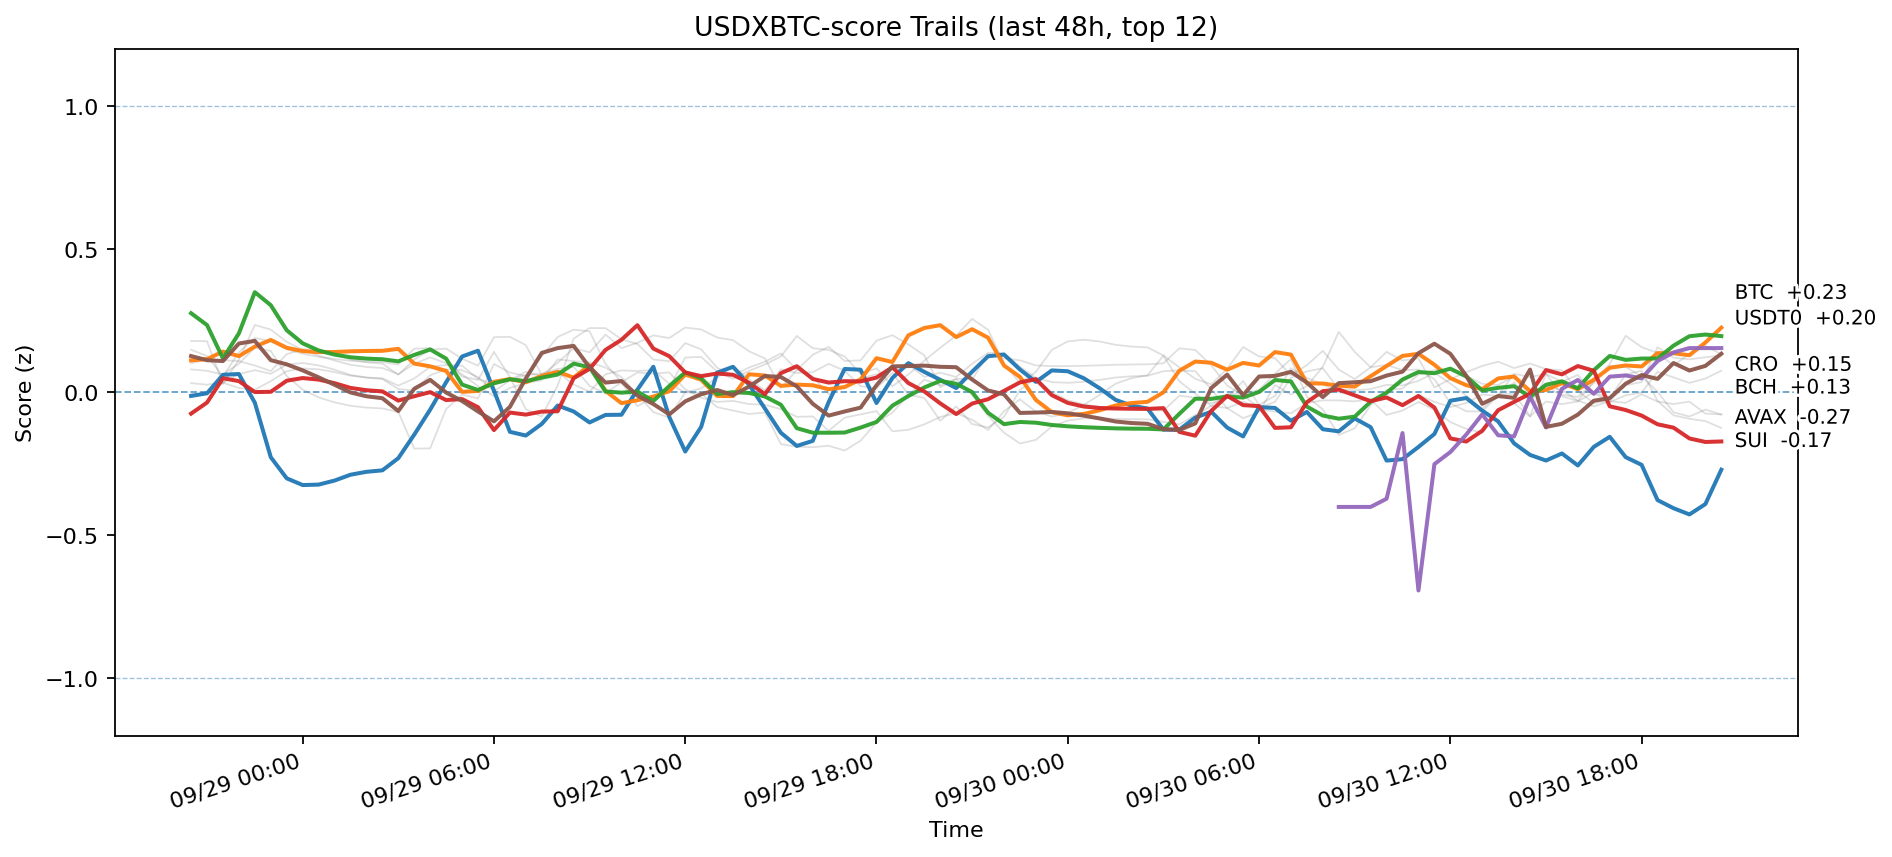 USDXBTC-score Trails (last 48h, top 12)
Score (z)
1.0
0.5
0.0
−0.5
−1.0
BTC +0.23
USDT0 +0.20
CRO +0.15
BCH +0.13
AVAX -0.27
SUI -0.17
09/29 00:00
09/29 06:00
09/29 12:00
09/29 18:00
09/30 00:00
09/30 06:00
09/30 12:00
09/30 18:00
Time